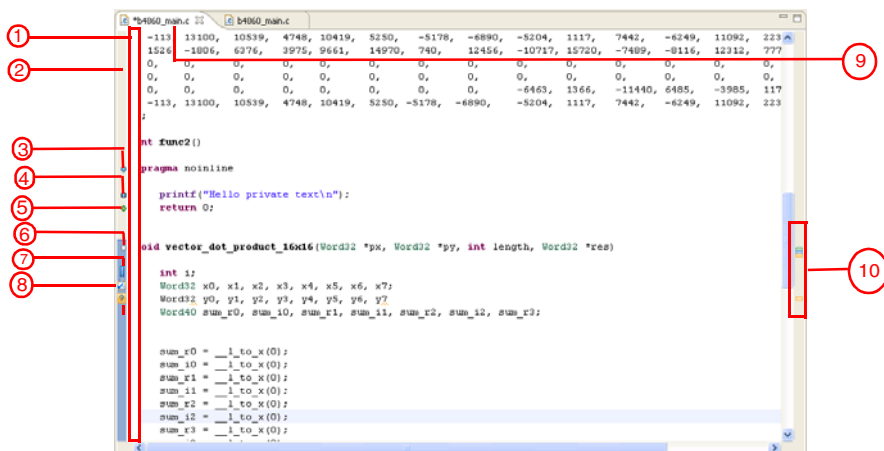 *b4860_main.c b4860_main.c
1
-113, 13100, 10539, 4748, 10419, 5250, -5178, -6890, -5204, 1117, 7442, -6249, 11092, 223
1526, -1806, 6376, 3975, 9661, 14970, 740, 12456, -10717, 15720, -7489, -8116, 12312, 777
9
2
0, 0, 0, 0, 0, 0, 0, 0, 0, 0, 0, 0, 0,
0, 0, 0, 0, 0, 0, 0, 0, 0, 0, 0, 0, 0,
0, 0, 0, 0, 0, 0, 0, 0, -6463, 1366, -11440, 6485, -3985, 117
-113, 13100, 10539, 4748, 10419, 5250, -5178, -6890, -5204, 1117, 7442, -6249, 11092, 223
;
nt func2()
3
pragma noinline
4
printf("Hello private text\n");
5
return 0;
6
oid vector_dot_product_16x16(Word32 *px, Word32 *py, int length, Word32 *res)
7
int i;
10
8
Word32 x0, x1, x2, x3, x4, x5, x6, x7;
Word32 y0, y1, y2, y3, y4, y5, y6, y7
Word40 sum_r0, sum_i0, sum_r1, sum_i1, sum_r2, sum_i2, sum_r3;
sum_r0 = __l_to_x(0);
sum_i0 = __l_to_x(0);
sum_r1 = __l_to_x(0);
sum_i1 = __l_to_x(0);
sum_r2 = __l_to_x(0);
sum_i2 = __l_to_x(0);
sum_r3 = __l_to_x(0);